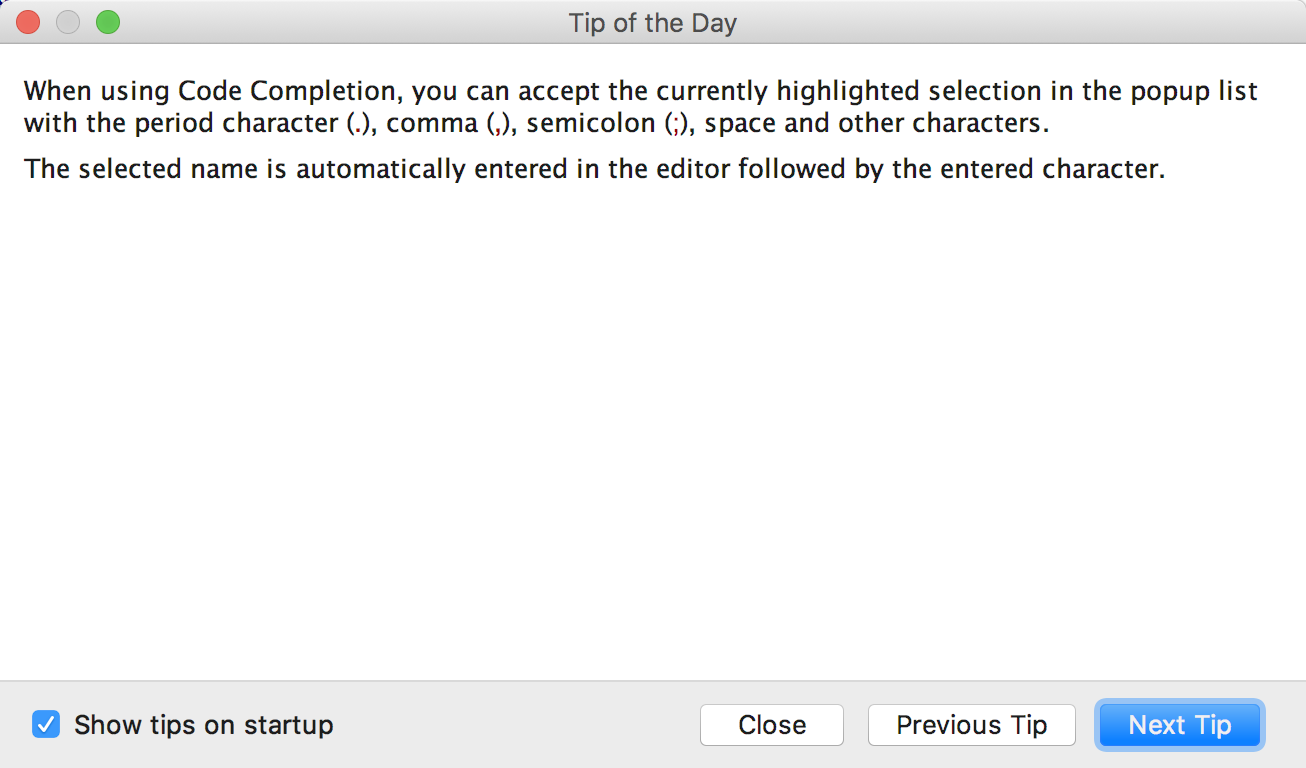 Tip of the Day
When using Code Completion, you can accept the currently highlighted selection in the popup list
with the period character (.), comma (,), semicolon (;), space and other characters.
The selected name is automatically entered in the editor followed by the entered character.
Show tips on startup
Close
Previous Tip
Next Tip